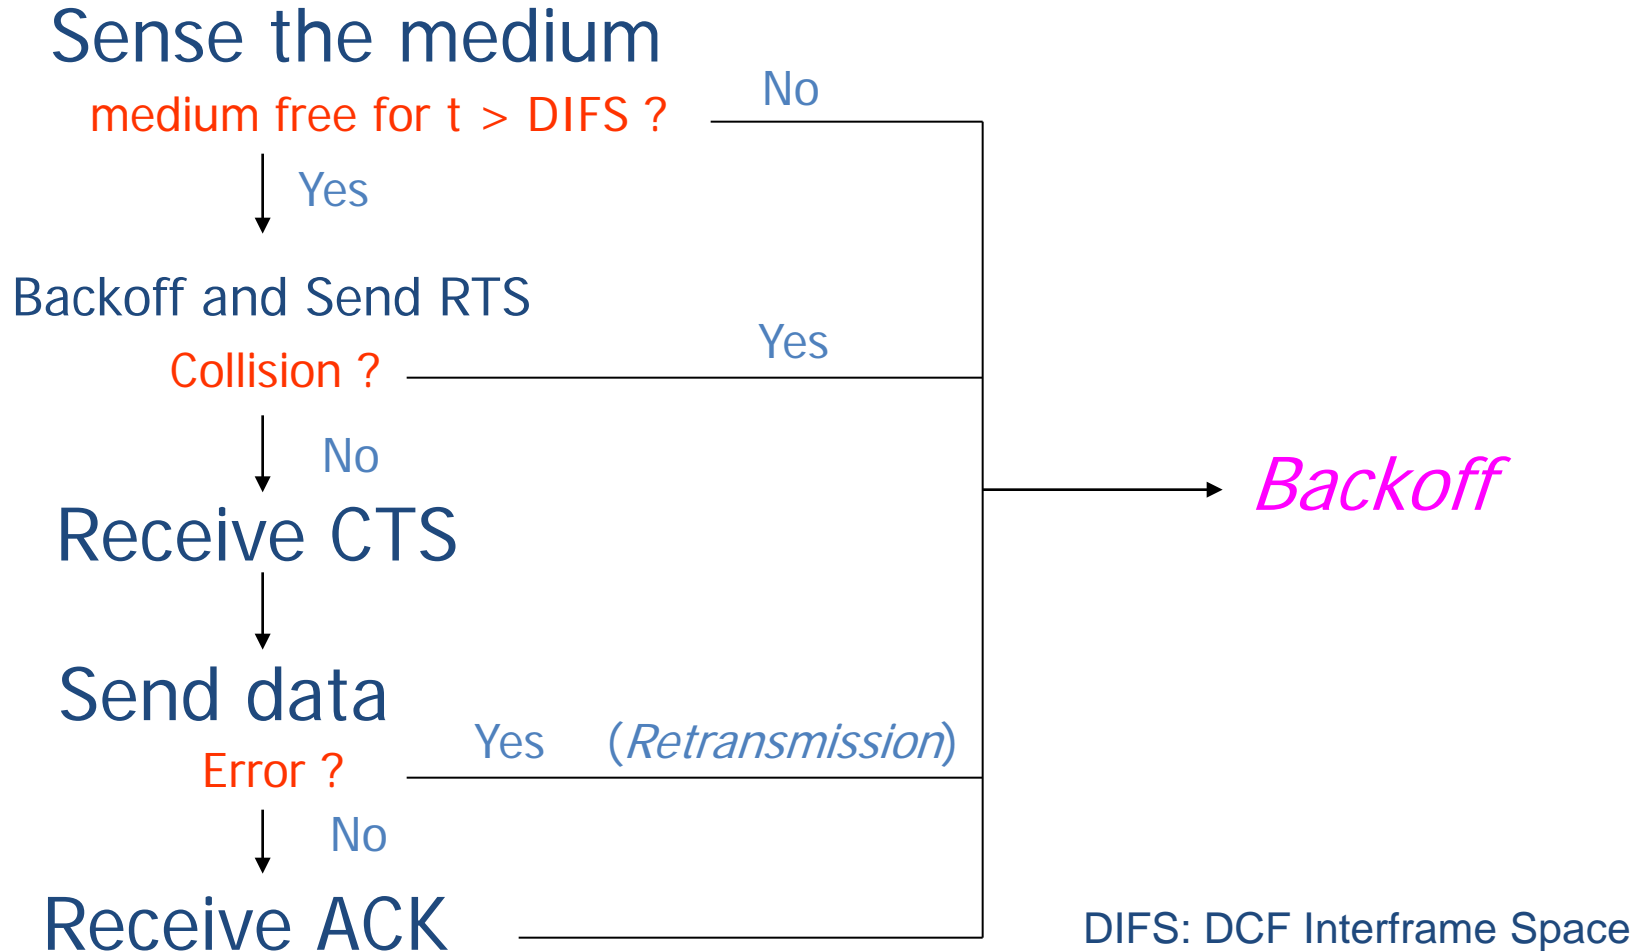 Sense the medium
No
medium free for t > DIFS ?
Yes
Backoff and Send RTS
Yes
Collision ?
No
Backoff
Receive CTS
Send data
Yes (Retransmission)
Error ?
No
Receive ACK
DIFS: DCF Interframe Space